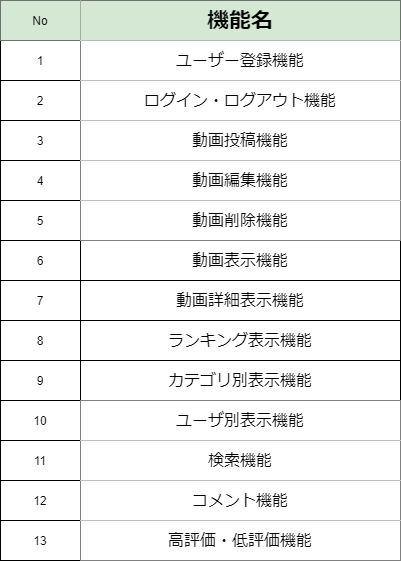 No 機能名
1 ユーザー登録機能
2 ログイン・ログアウト機能
3 動画投稿機能
4 動画編集機能
5 動画削除機能
6 動画表示機能
7 動画詳細表示機能
8 ランキング表示機能
9 カテゴリ別表示機能
10 ユーザ別表示機能
11 検索機能
12 コメント機能
13 高評価・低評価機能